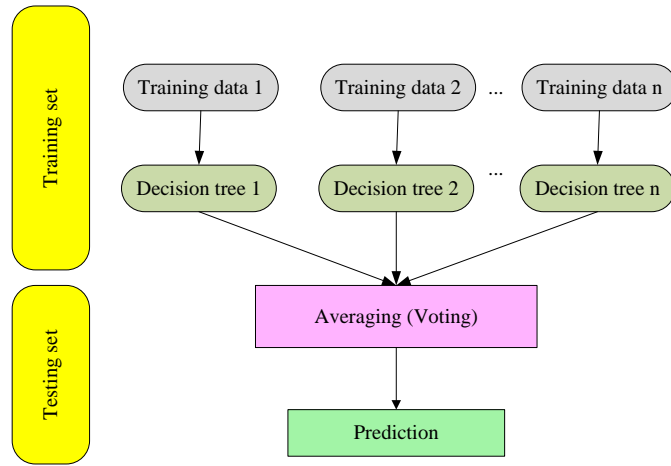 Training set
Training data 1
Training data 2
...
Training data n
Decision tree 1
Decision tree 2
...
Decision tree n
Testing set
Averaging (Voting)
Prediction